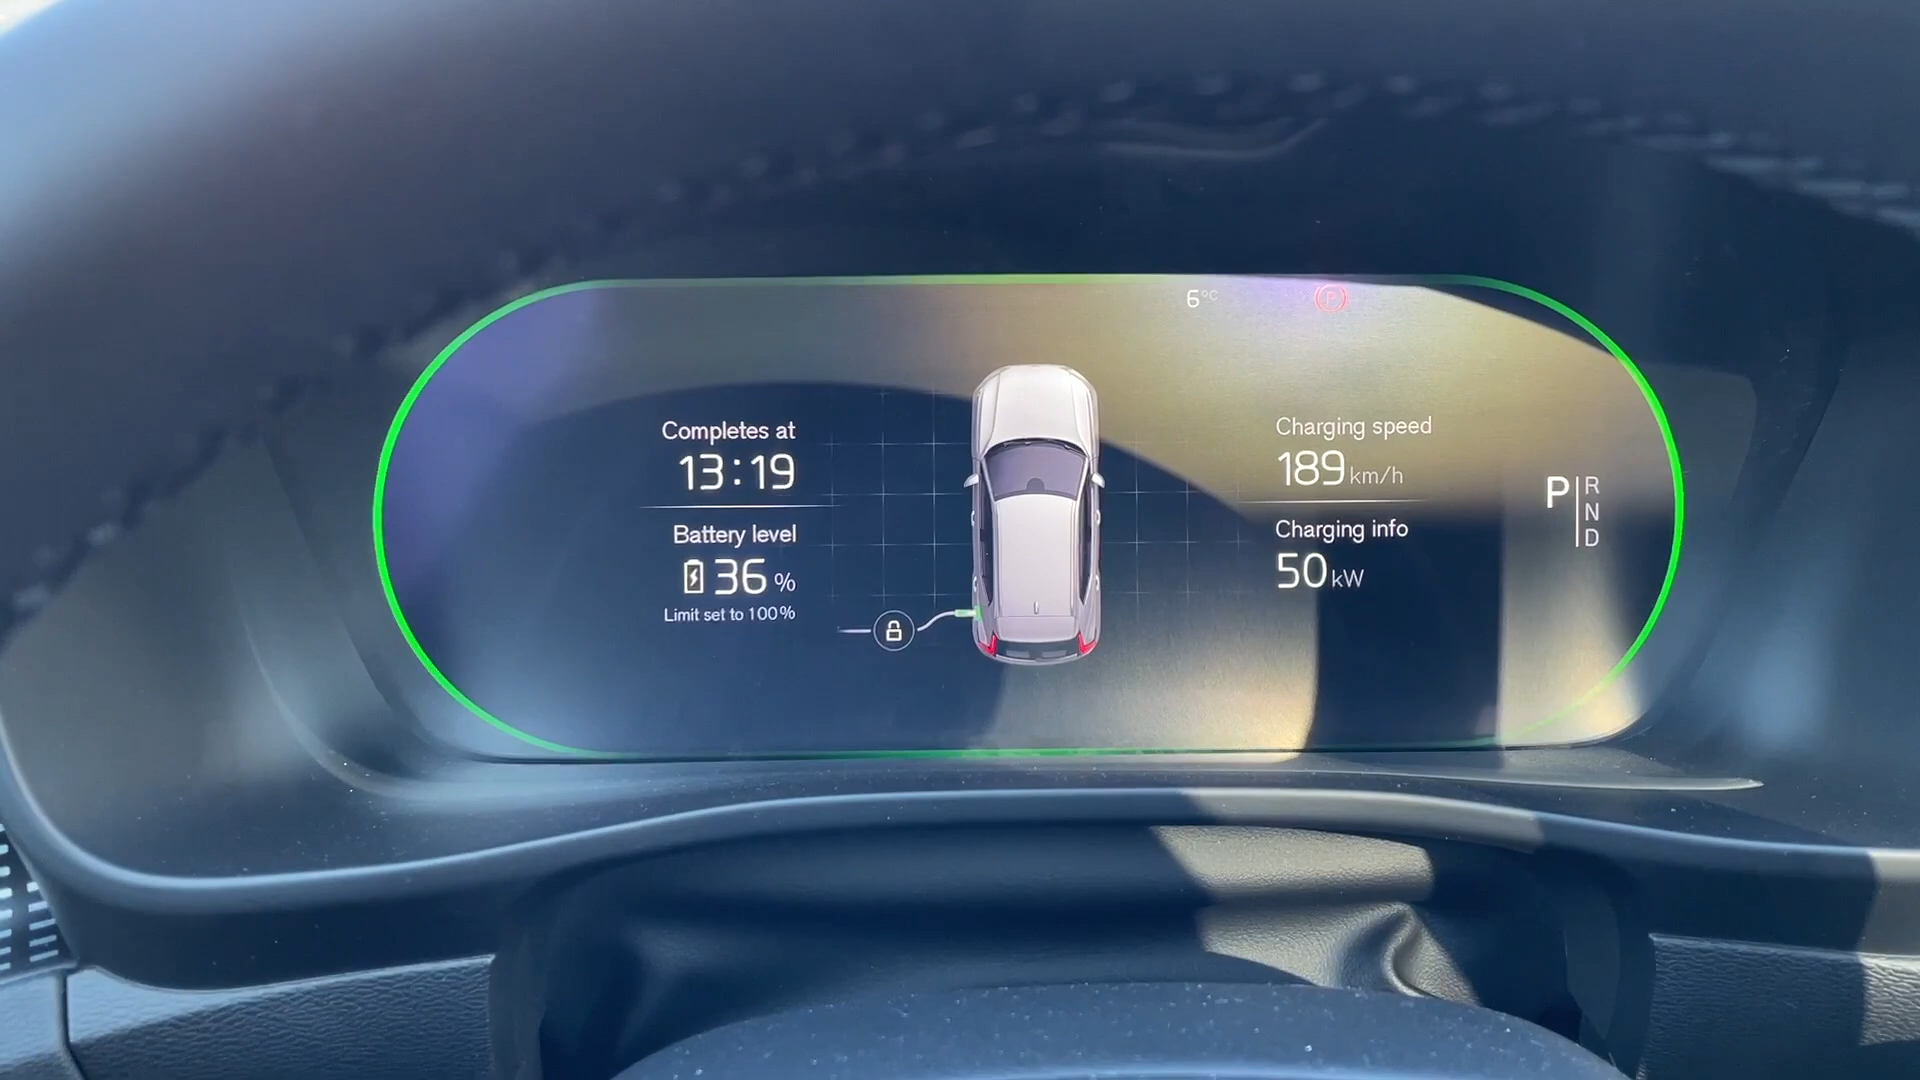 6°C
P
Completes at
13:19
Battery level
36 %
Limit set to 100%
Charging speed
189 km/h
Charging info
50 kW
P
R
N
D